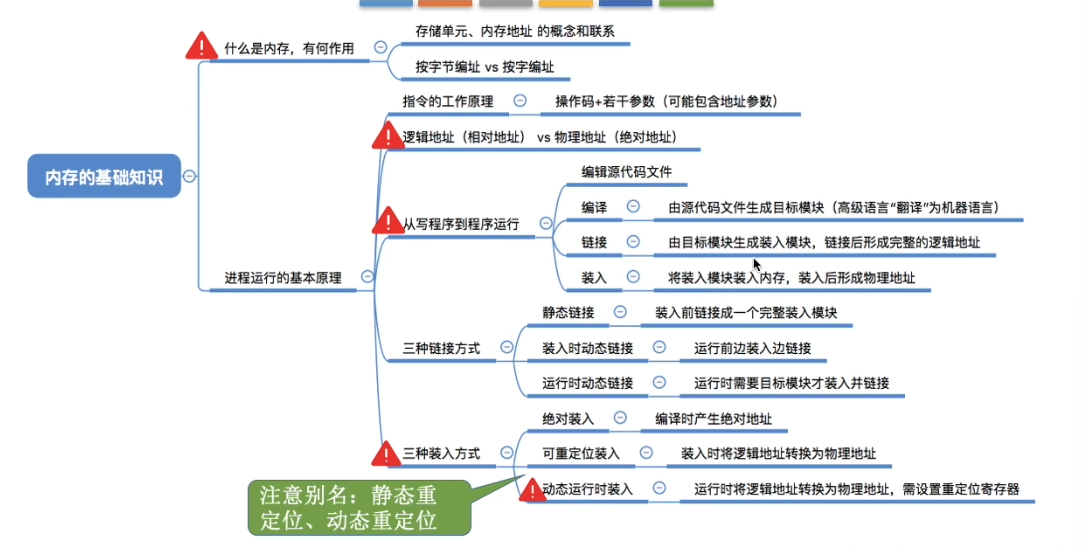 什么是内存，有何作用
存储单元、内存地址 的概念和联系
按字节编址 vs 按字编址
内存的基础知识
进程运行的基本原理
指令的工作原理
操作码+若干参数（可能包含地址参数）
逻辑地址（相对地址） vs 物理地址（绝对地址）
从写程序到程序运行
编辑源代码文件
编译
由源代码文件生成目标模块（高级语言“翻译”为机器语言）
链接
由目标模块生成装入模块，链接后形成完整的逻辑地址
装入
将装入模块装入内存，装入后形成物理地址
三种链接方式
静态链接
装入前链接成一个完整装入模块
装入时动态链接
运行前边装入边链接
运行时动态链接
运行时需要目标模块才装入并链接
三种装入方式
绝对装入
编译时产生绝对地址
可重定位装入
装入时将逻辑地址转换为物理地址
动态运行时装入
运行时将逻辑地址转换为物理地址，需设置重定位寄存器
注意别名：静态重
定位、动态重定位